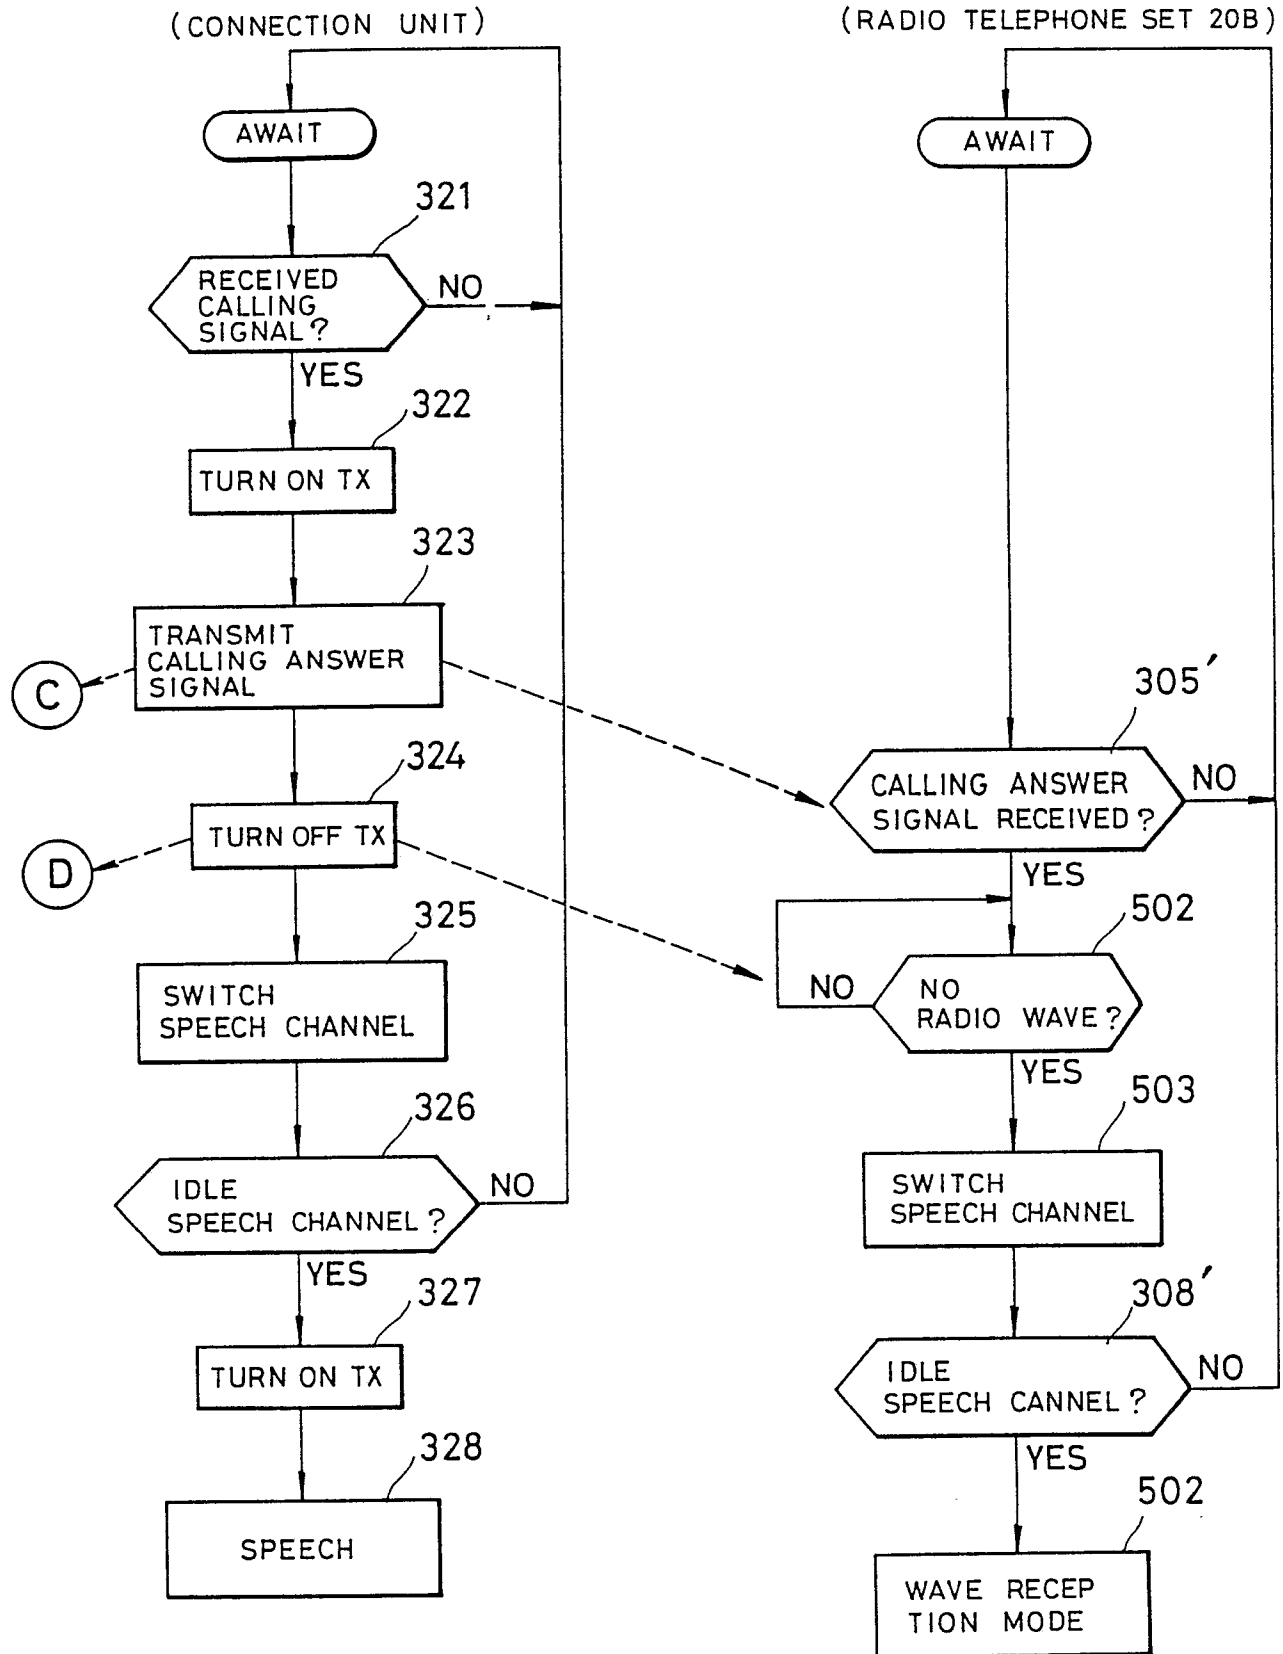 (CONNECTION UNIT)
AWAIT
321
RECEIVED
CALLING
SIGNAL?
NO
YES
322
TURN ON TX
323
TRANSMIT
CALLING ANSWER
SIGNAL
C
324
TURN OFF TX
D
325
SWITCH
SPEECH CHANNEL
326
IDLE
SPEECH CHANNEL?
NO
YES
327
TURN ON TX
328
SPEECH
(RADIO TELEPHONE SET 20B)
AWAIT
305'
CALLING ANSWER
SIGNAL RECEIVED?
NO
YES
502
NO
RADIO WAVE?
NO
YES
503
SWITCH
SPEECH CHANNEL
308'
IDLE
SPEECH CANNEL?
NO
YES
502
WAVE RECEP
TION MODE